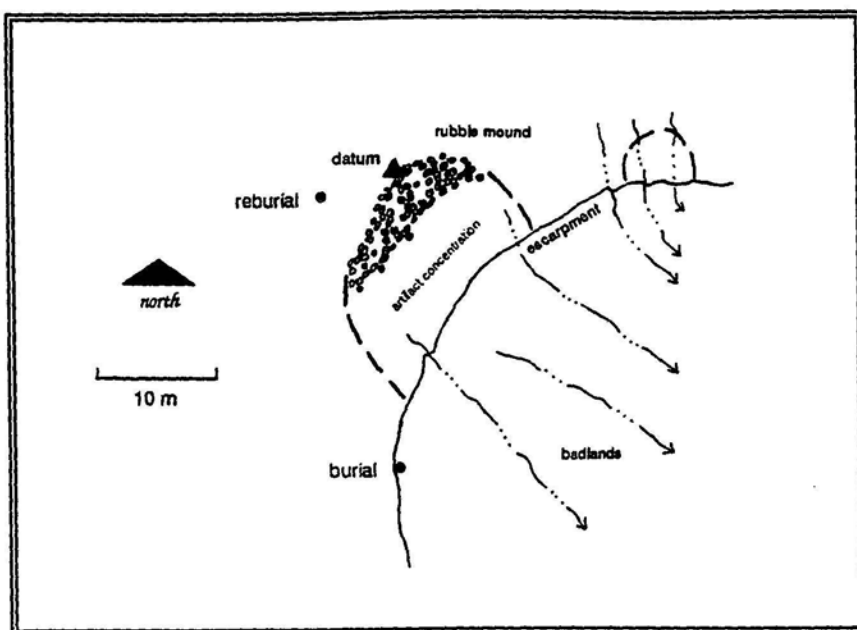 rubble mound
datum
reburial
escarpment
artifact concentration
north
10 m
burial
badlands